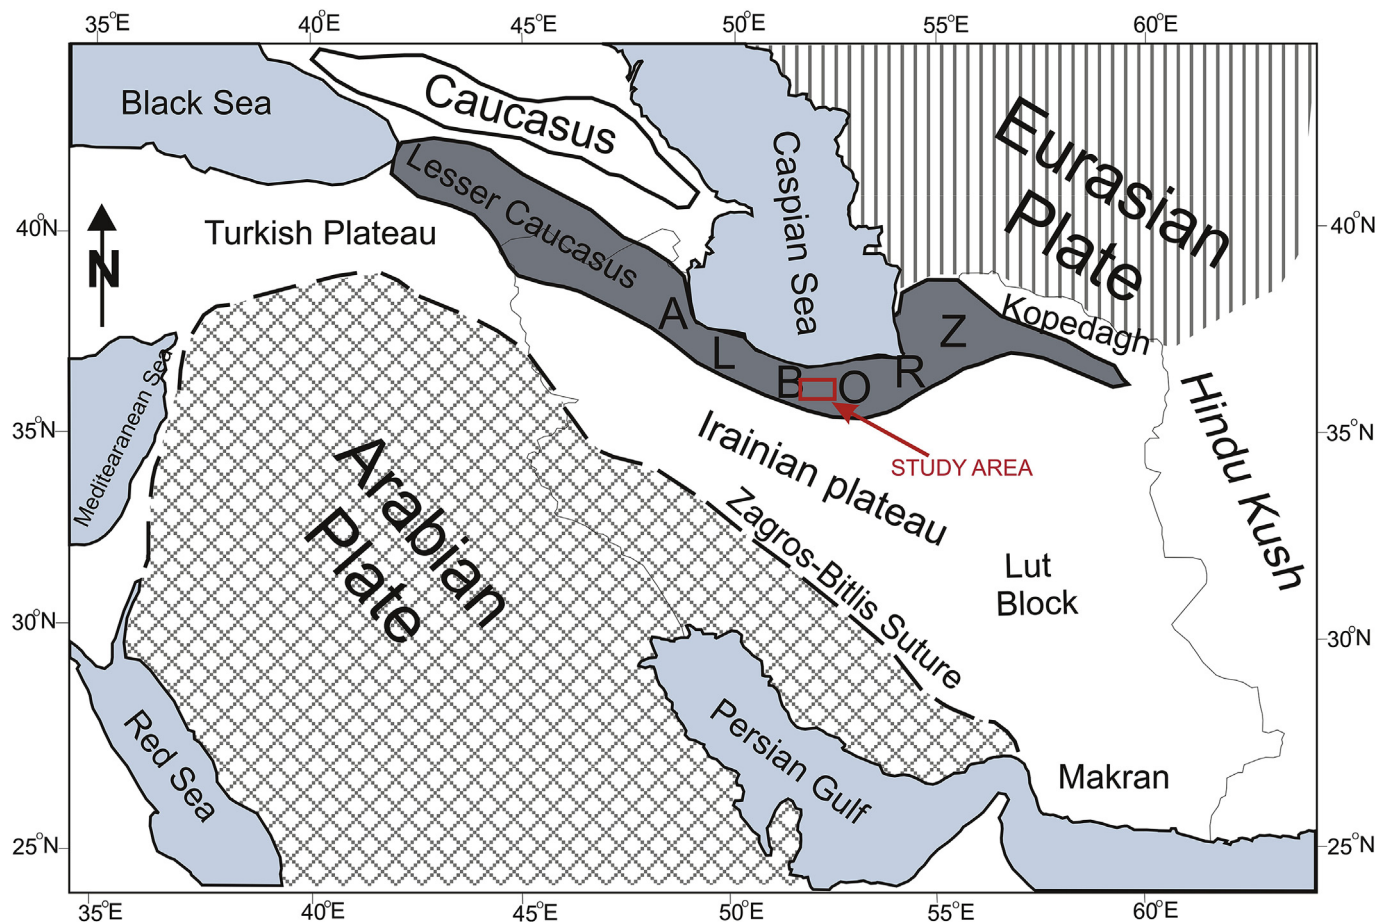 35°E 40°E 45°E 50°E 55°E 60°E
Black Sea
Caucasus
Caspian Sea
Eurasian
Plate
Lesser Caucasus
40°N
40°N
Turkish Plateau
N
A L B O R Z
Kopedagh
Meditearanean Sea
35°N
35°N
Irainian plateau
STUDY AREA
Hindu Kush
Arabian
Plate
Zagros-Bitlis Suture
Lut
Block
30°N
30°N
Red Sea
Persian Gulf
Makran
25°N
25°N
35°E 40°E 45°E 50°E 55°E 60°E